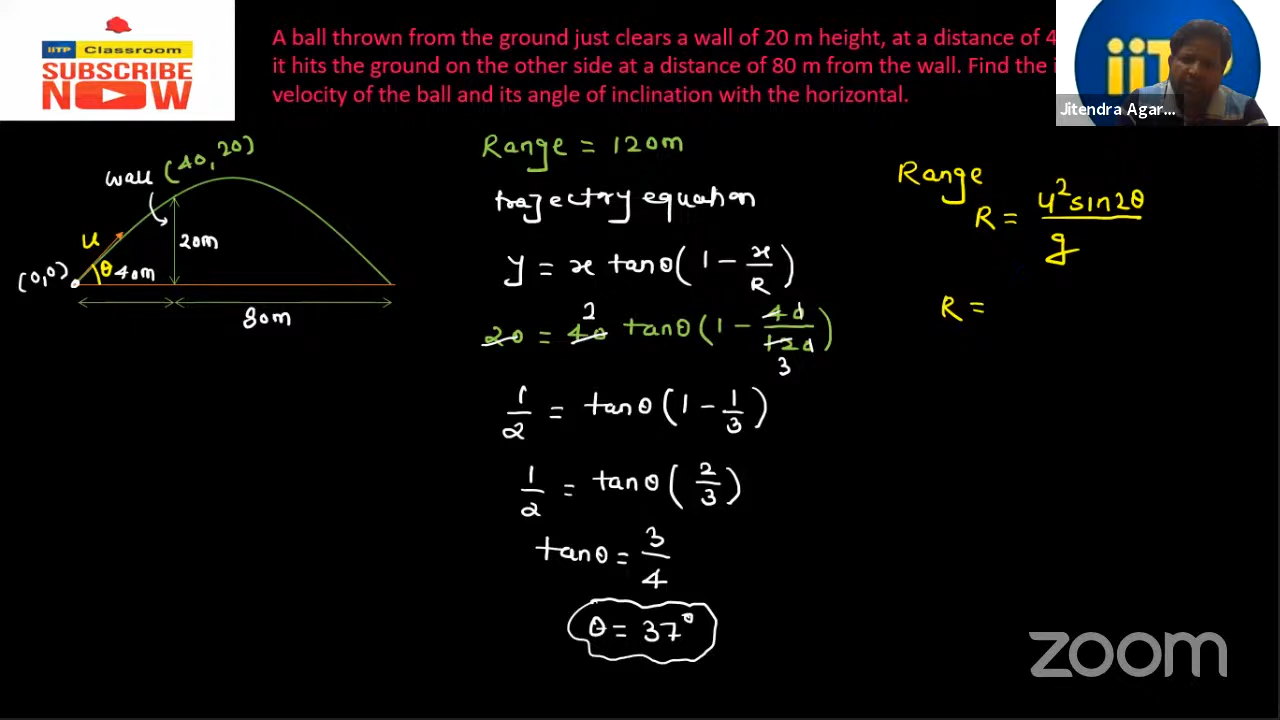 IITP Classroom
SUBSCRIBE
NOW
A ball thrown from the ground just clears a wall of 20 m height, at a distance of 4
it hits the ground on the other side at a distance of 80 m from the wall. Find the i
velocity of the ball and its angle of inclination with the horizontal.
iiTP
Jitendra Agar...
wall (40, 20)
u
20m
(0,0) θ 40m
80m
Range = 120m
trajectory equation
y = x tanθ(1 - x/R)
20 = 40 2 tanθ(1 - 40 1/120 3)
1/2 = tanθ(1 - 1/3)
1/2 = tanθ(2/3)
tanθ = 3/4
θ = 37°
Range
R = u²sin2θ/g
R =
zoom